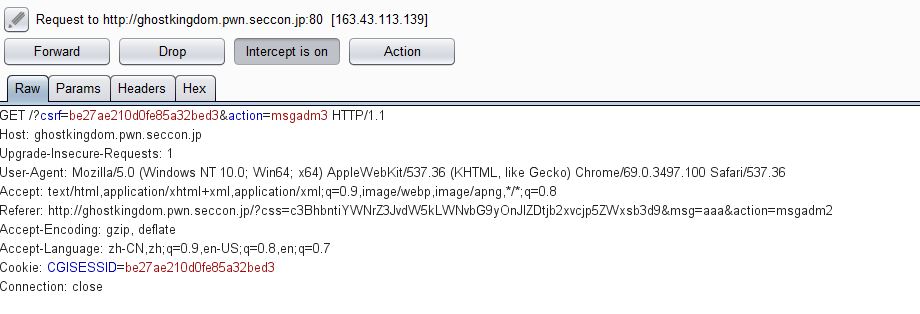 Request to http://ghostkingdom.pwn.seccon.jp:80 [163.43.113.139]
Forward Drop Intercept is on Action
Raw Params Headers Hex
GET /?csrf=be27ae210d0fe85a32bed3&action=msgadm3 HTTP/1.1
Host: ghostkingdom.pwn.seccon.jp
Upgrade-Insecure-Requests: 1
User-Agent: Mozilla/5.0 (Windows NT 10.0; Win64; x64) AppleWebKit/537.36 (KHTML, like Gecko) Chrome/69.0.3497.100 Safari/537.36
Accept: text/html,application/xhtml+xml,application/xml;q=0.9,image/webp,image/apng,*/*;q=0.8
Referer: http://ghostkingdom.pwn.seccon.jp/?css=c3BhbntiYWNrZ3JvdW5kLWNvbG9yOnJlZDtjb2xvcjp5ZWxsb3d9&msg=aaa&action=msgadm2
Accept-Encoding: gzip, deflate
Accept-Language: zh-CN,zh;q=0.9,en-US;q=0.8,en;q=0.7
Cookie: CGISESSID=be27ae210d0fe85a32bed3
Connection: close